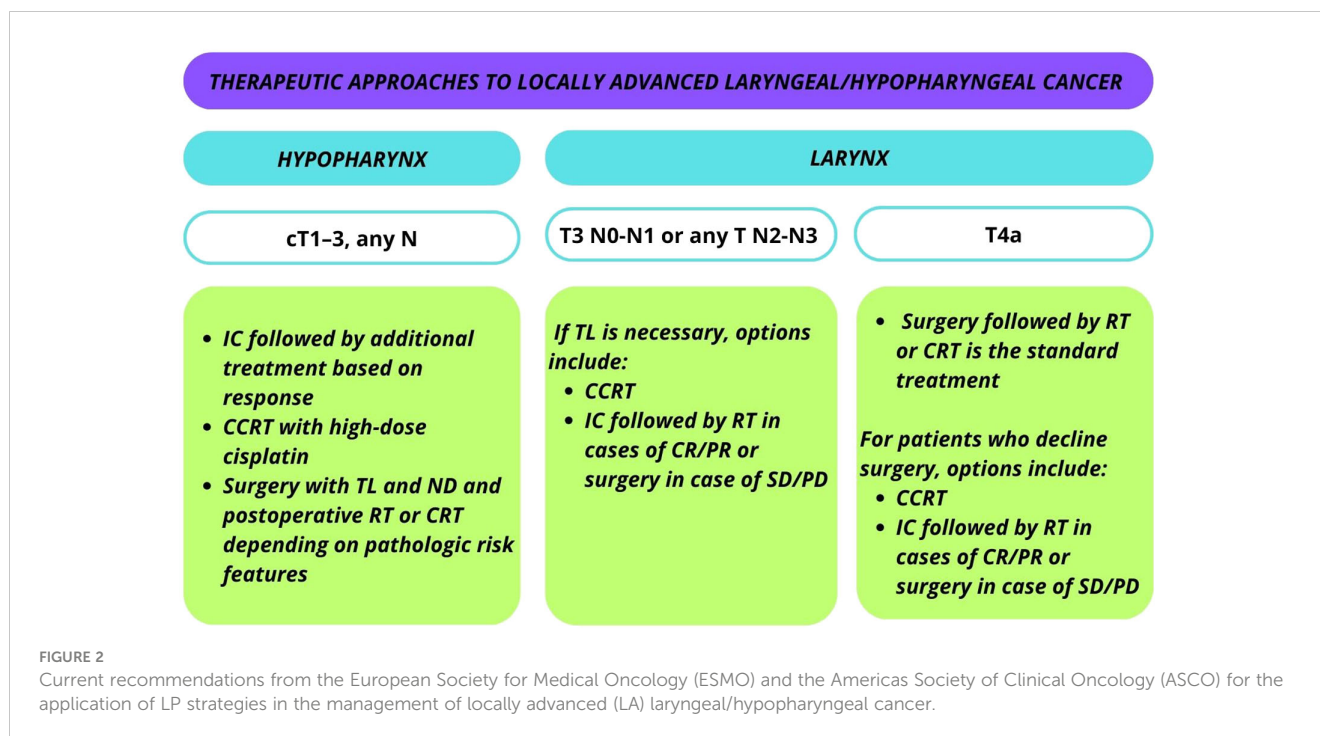 THERAPEUTIC APPROACHES TO LOCALLY ADVANCED LARYNGEAL/HYPOPHARYNGEAL CANCER
HYPOPHARYNX
LARYNX
cT1–3, any N
T3 N0-N1 or any T N2-N3
T4a
• IC followed by additional
treatment based on
response
• CCRT with high-dose
cisplatin
• Surgery with TL and ND and
postoperative RT or CRT
depending on pathologic risk
features
If TL is necessary, options
include:
• CCRT
• IC followed by RT in
cases of CR/PR or
surgery in case of SD/PD
• Surgery followed by RT
or CRT is the standard
treatment
For patients who decline
surgery, options include:
• CCRT
• IC followed by RT in
cases of CR/PR or
surgery in case of SD/PD
FIGURE 2
Current recommendations from the European Society for Medical Oncology (ESMO) and the Americas Society of Clinical Oncology (ASCO) for the
application of LP strategies in the management of locally advanced (LA) laryngeal/hypopharyngeal cancer.